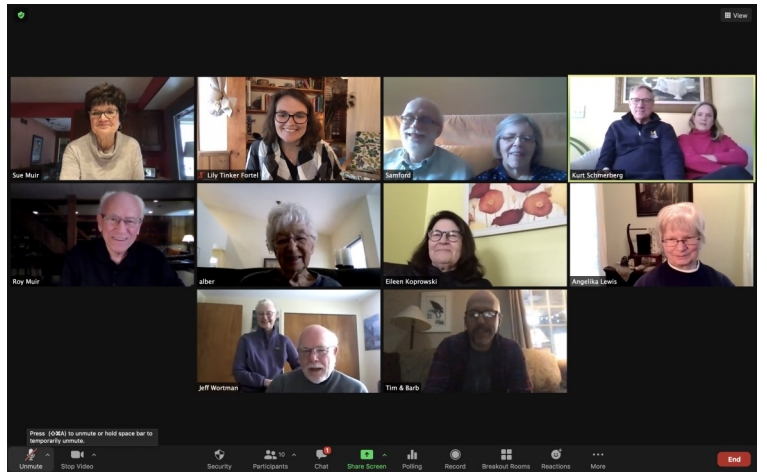 View
Sue Muir
Lily Tinker Fortel
Samford
Kurt Schmerberg
Roy Muir
alber
Eileen Koprowski
Angelika Lewis
Jeff Wortman
Tim & Barb
Press (⇧⌘A) to unmute or hold space bar to
temporarily unmute.
Unmute
Stop Video
Security
Participants
10
Chat
1
Share Screen
Polling
Record
Breakout Rooms
Reactions
More
End